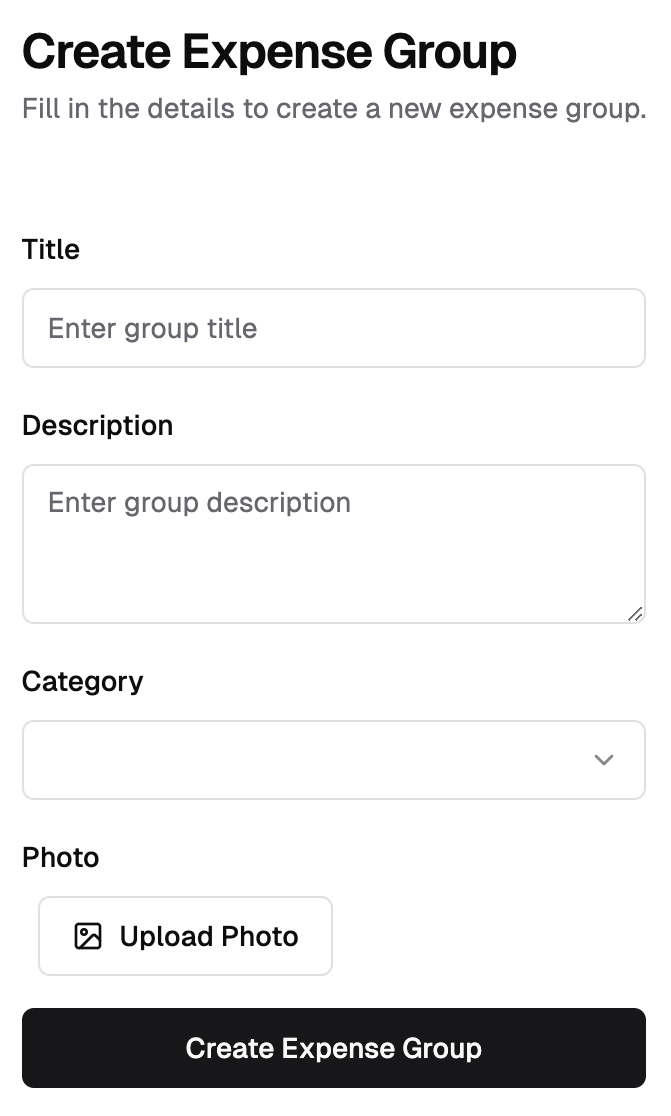 Create Expense Group
Fill in the details to create a new expense group.
Title
Enter group title
Description
Enter group description
Category
Photo
Upload Photo
Create Expense Group